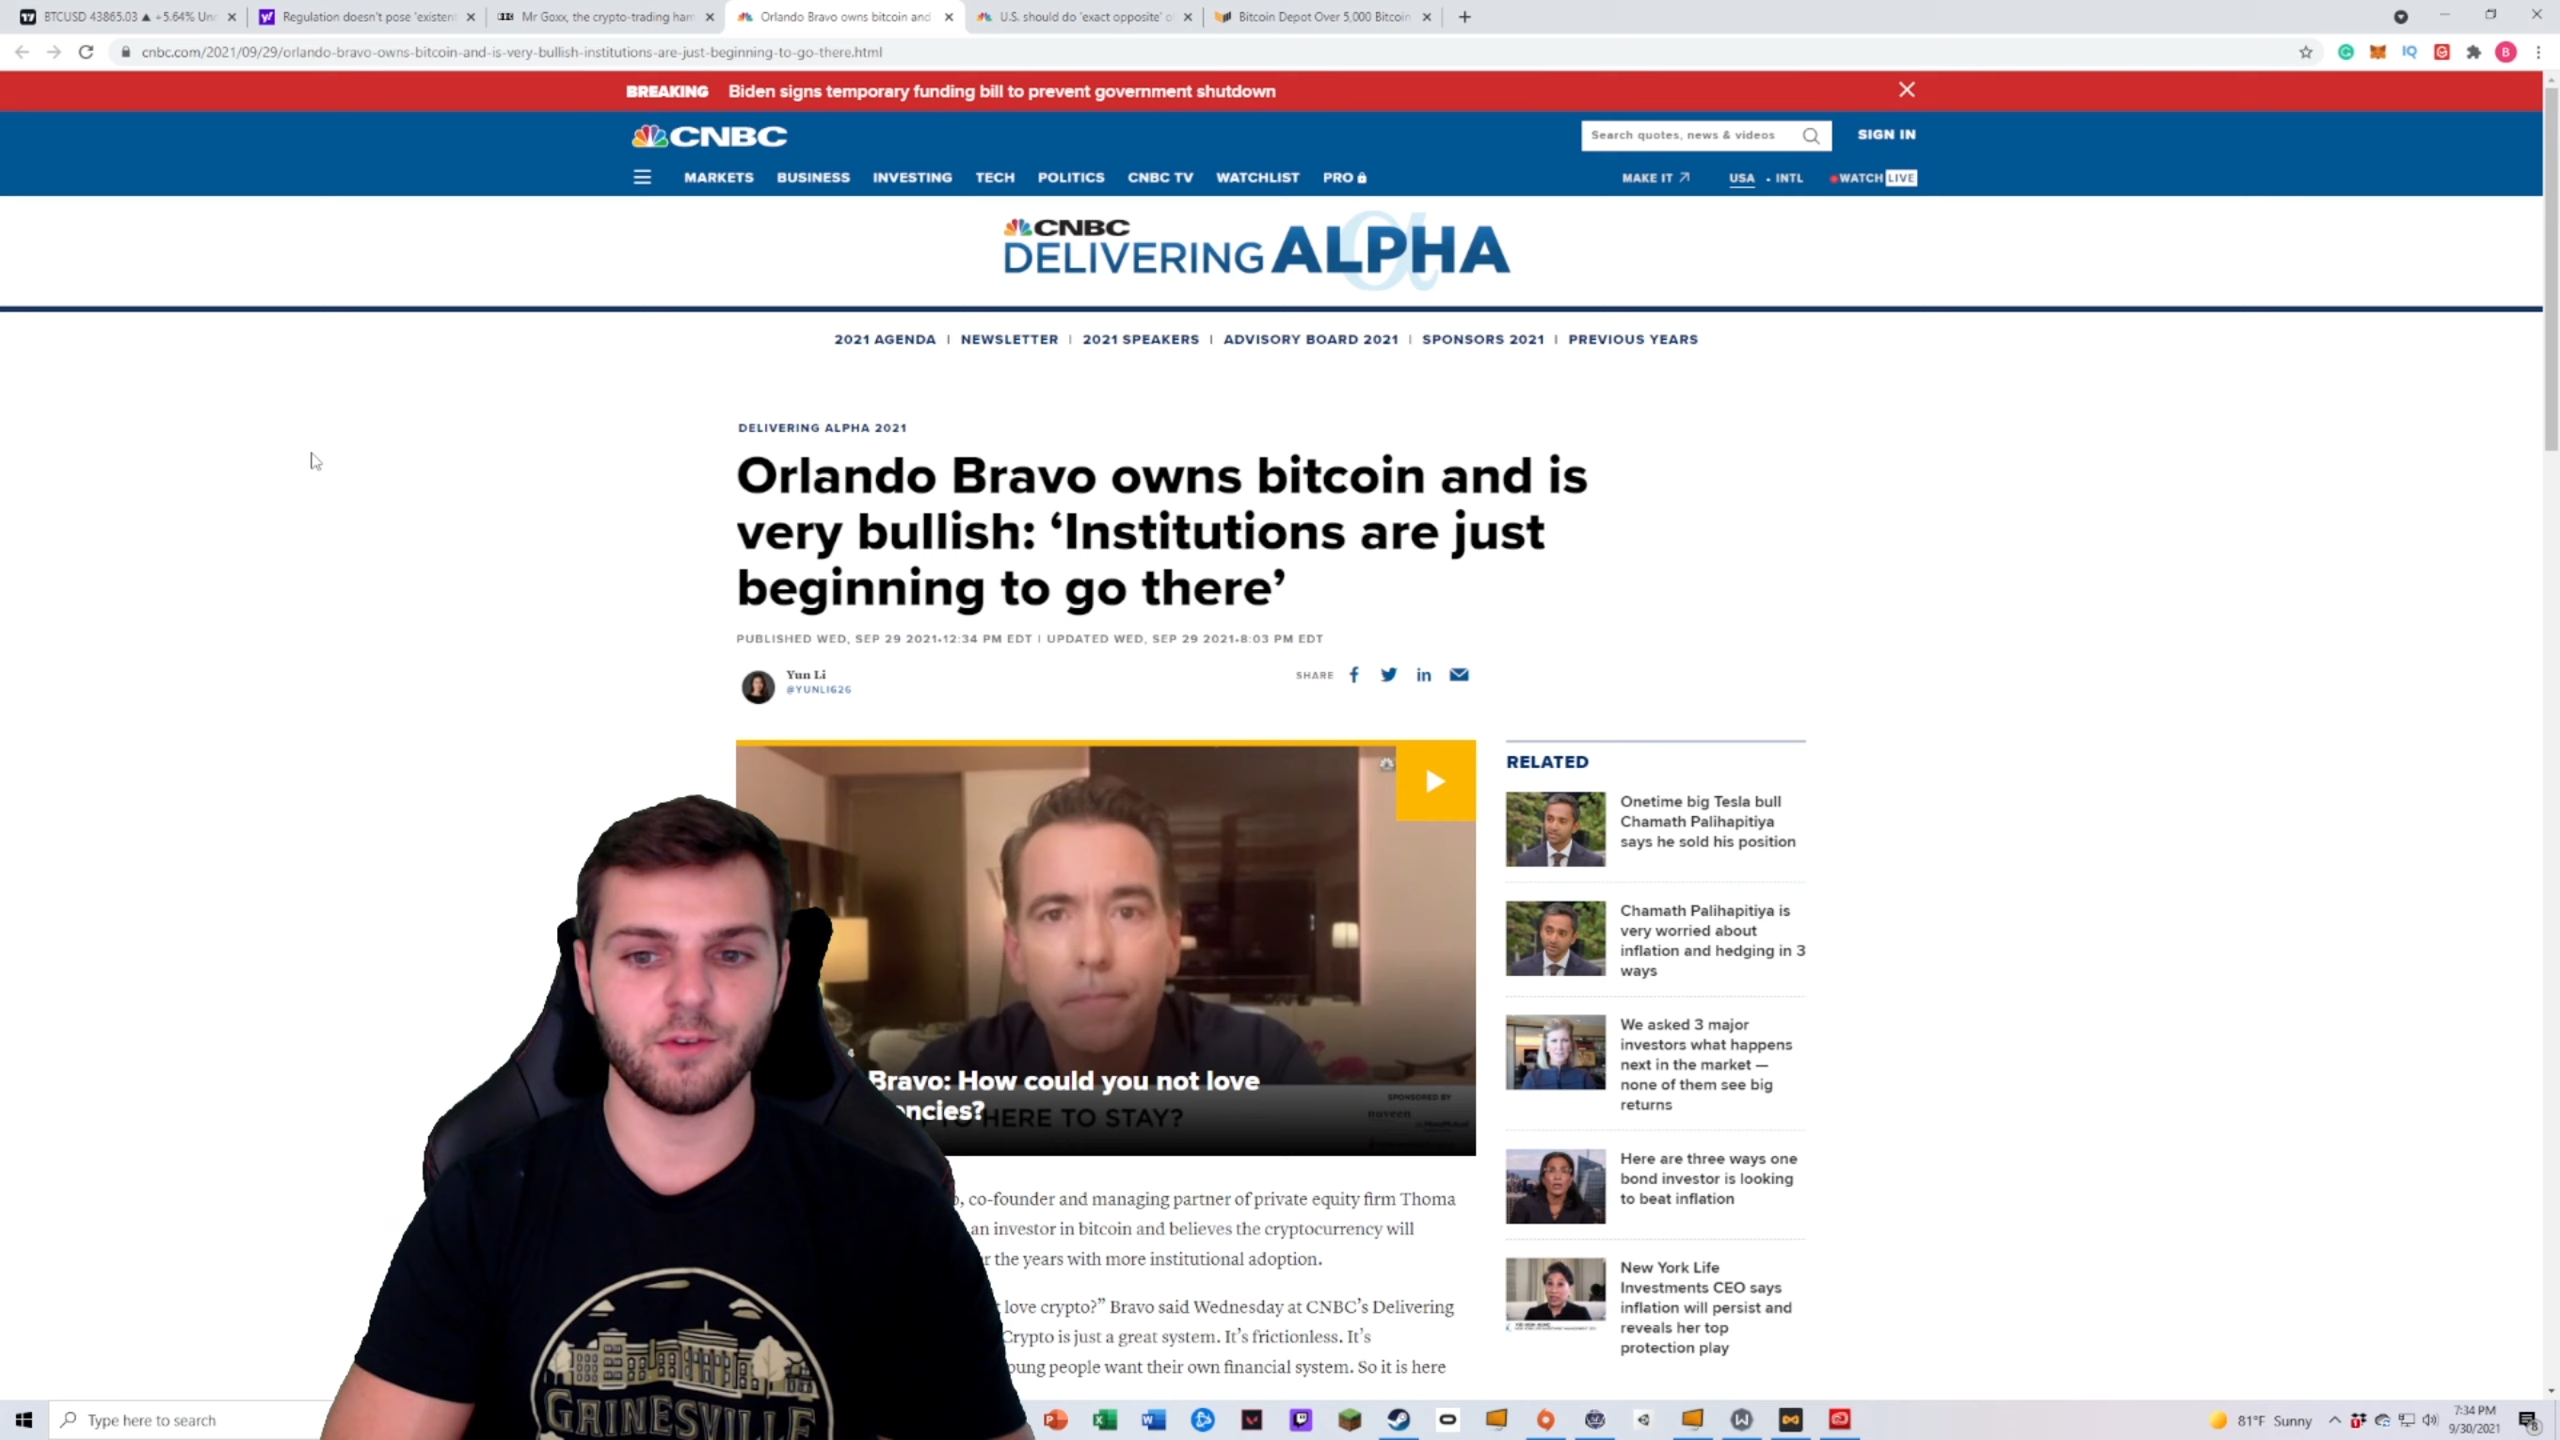 BTCUSD 43865.03 ▲ +5.64% Un
Regulation doesn't pose 'existent
Mr Goxx, the crypto-trading ham
Orlando Bravo owns bitcoin and
U.S. should do 'exact opposite' o
Bitcoin Depot Over 5,000 Bitcoin
cnbc.com/2021/09/29/orlando-bravo-owns-bitcoin-and-is-very-bullish-institutions-are-just-beginning-to-go-there.html
BREAKING Biden signs temporary funding bill to prevent government shutdown
CNBC
Search quotes, news & videos
SIGN IN
MARKETS BUSINESS INVESTING TECH POLITICS CNBC TV WATCHLIST PRO
MAKE IT USA • INTL WATCH LIVE
CNBC
DELIVERING ALPHA
2021 AGENDA | NEWSLETTER | 2021 SPEAKERS | ADVISORY BOARD 2021 | SPONSORS 2021 | PREVIOUS YEARS
DELIVERING ALPHA 2021
Orlando Bravo owns bitcoin and is
very bullish: ‘Institutions are just
beginning to go there’
PUBLISHED WED, SEP 29 2021•12:34 PM EDT | UPDATED WED, SEP 29 2021•8:03 PM EDT
Yun Li
@YUNLI626
SHARE
Bravo: How could you not love
encies?
HERE TO STAY?
SPONSORED BY
nuveen
RELATED
Onetime big Tesla bull
Chamath Palihapitiya
says he sold his position
Chamath Palihapitiya is
very worried about
inflation and hedging in 3
ways
We asked 3 major
investors what happens
next in the market —
none of them see big
returns
Here are three ways one
bond investor is looking
to beat inflation
New York Life
Investments CEO says
inflation will persist and
reveals her top
protection play
o, co-founder and managing partner of private equity firm Thoma
an investor in bitcoin and believes the cryptocurrency will
r the years with more institutional adoption.
t love crypto?” Bravo said Wednesday at CNBC’s Delivering
Crypto is just a great system. It’s frictionless. It’s
oung people want their own financial system. So it is here
GAINESVILLE
Type here to search
81°F Sunny
7:34 PM
9/30/2021